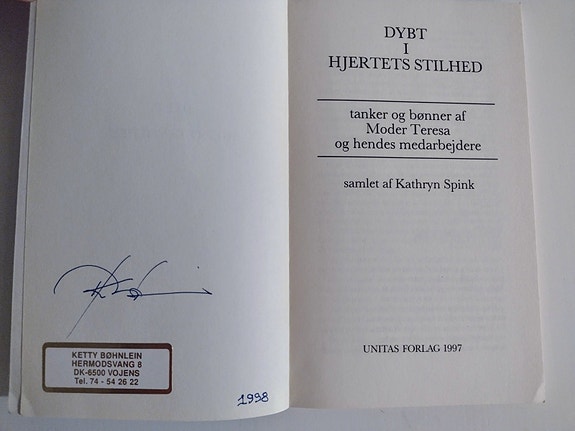 KETTY BØHNLEIN
HERMODSVANG 8
DK-6500 VOJENS
Tel. 74 - 54 26 22
1998
DYBT
I
HJERTETS STILHED
tanker og bønner af
Moder Teresa
og hendes medarbejdere
samlet af Kathryn Spink
UNITAS FORLAG 1997